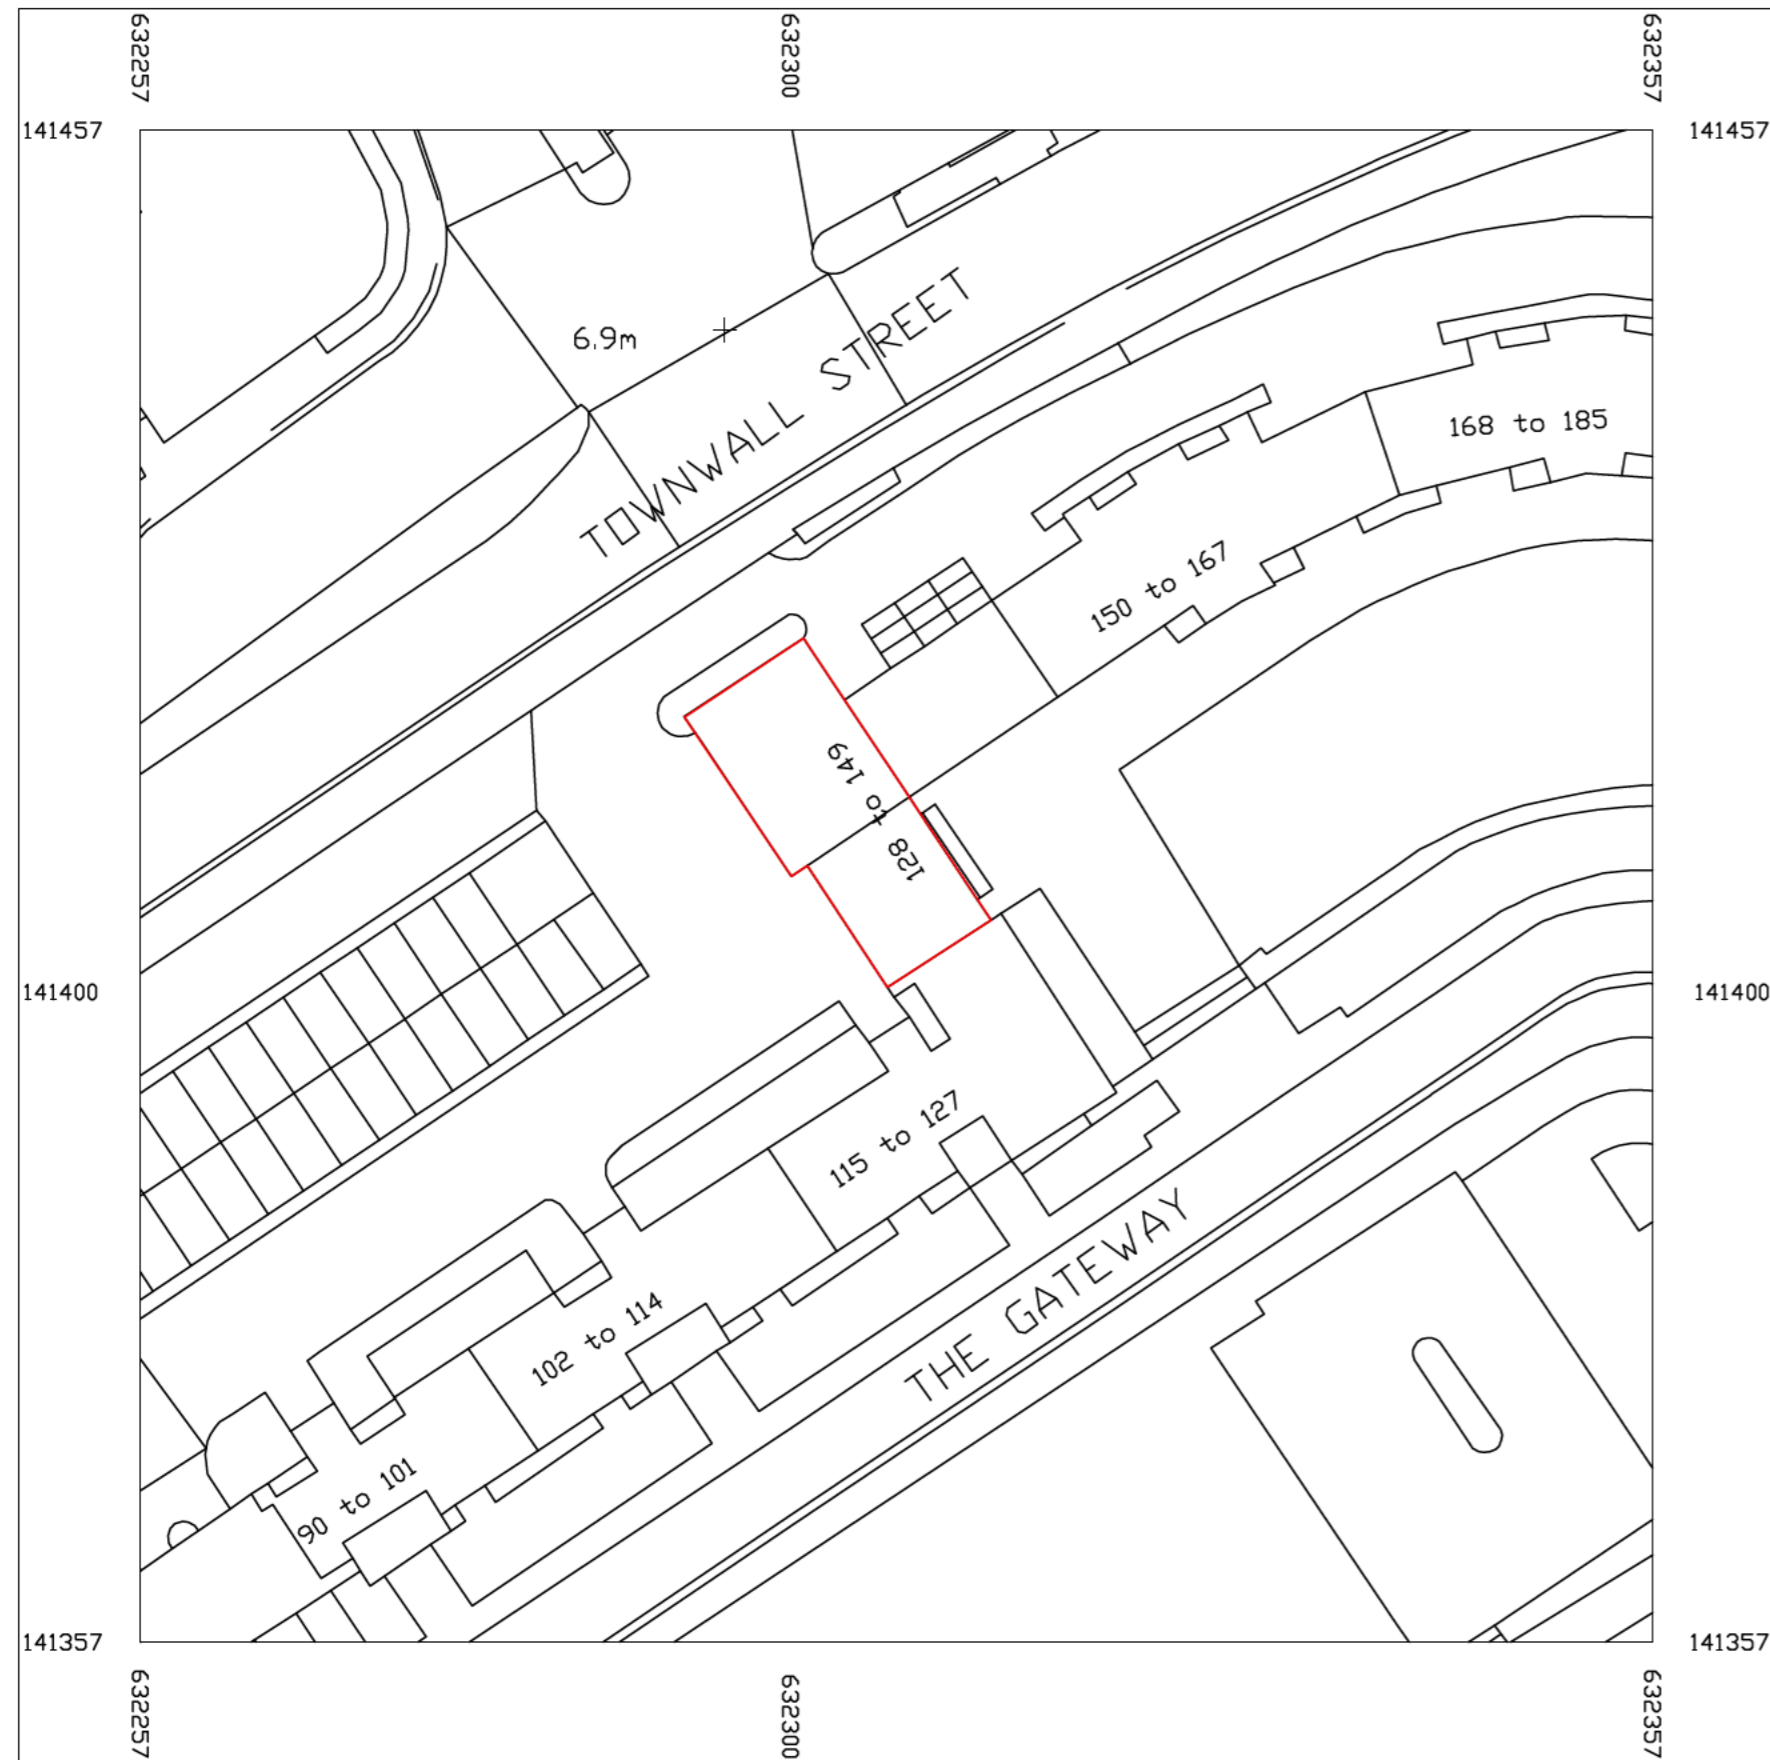 632257
632300
632357
141457
141457
6.9m
TOWNWALL STREET
168 to 185
150 to 167
128 to 149
141400
141400
115 to 127
102 to 114
THE GATEWAY
90 to 101
141357
141357
632257
632300
632357